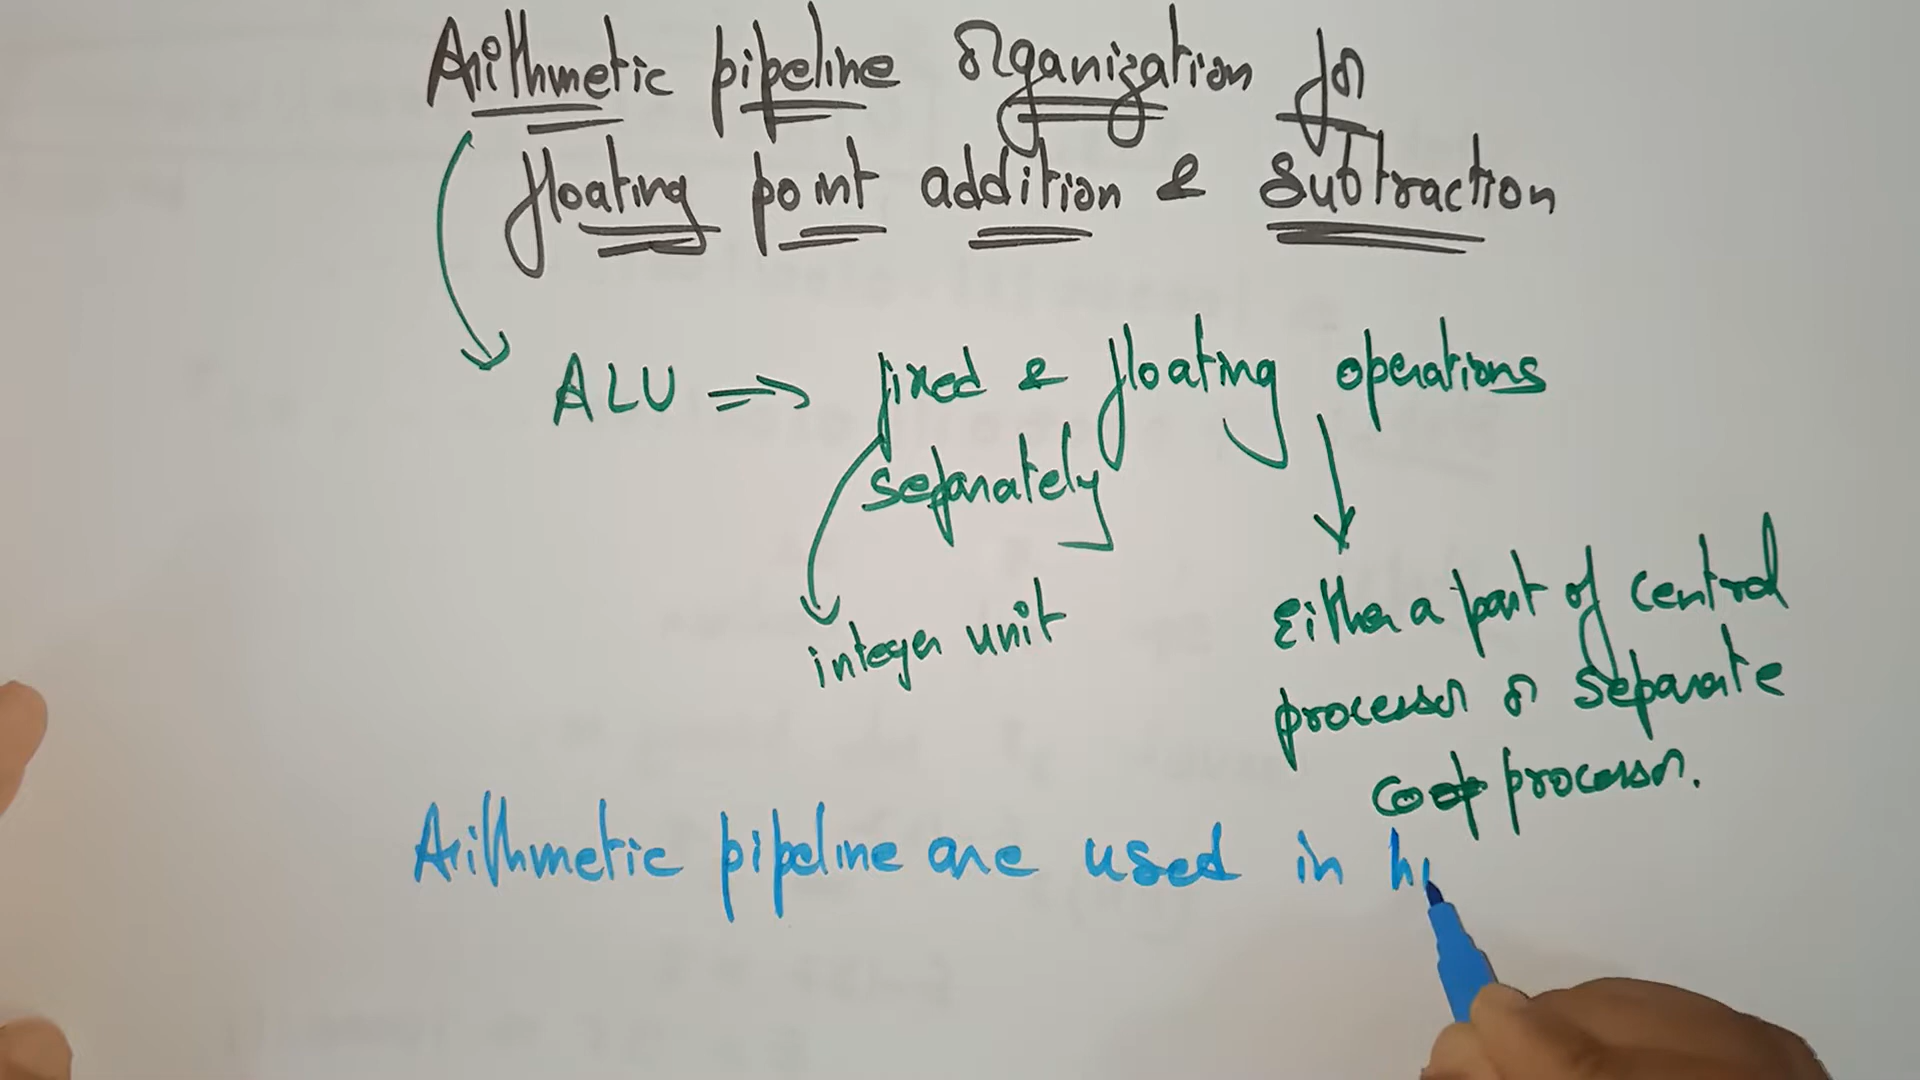 Arithmetic pipeline organization for
floating point addition & subtraction
ALU => fixed & floating operations
separately
integer unit
Either a part of central
processor or separate
co processor.
Arithmetic pipeline are used in